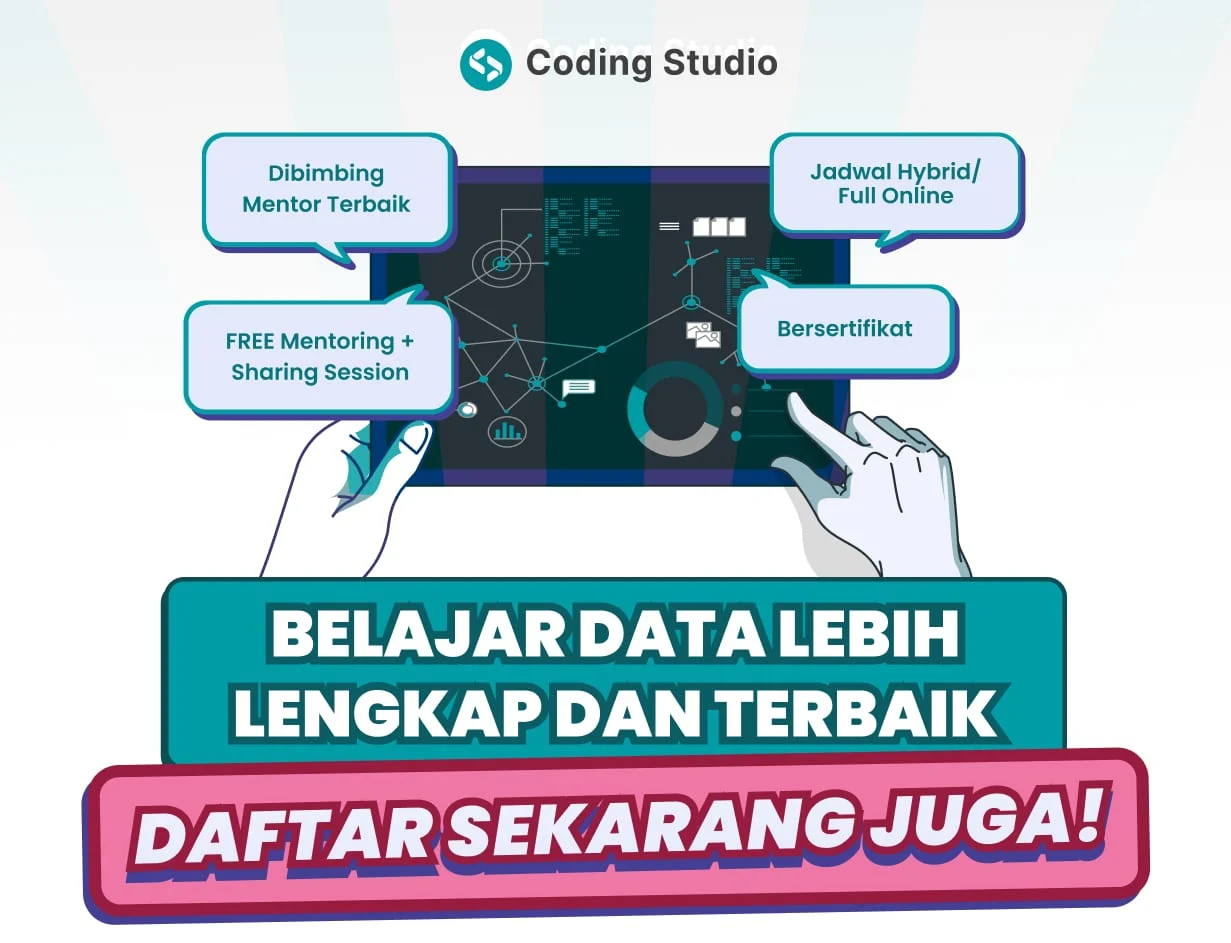 Coding Studio
Dibimbing
Mentor Terbaik
Jadwal Hybrid/
Full Online
FREE Mentoring +
Sharing Session
Bersertifikat
BELAJAR DATA LEBIH
LENGKAP DAN TERBAIK
DAFTAR SEKARANG JUGA!